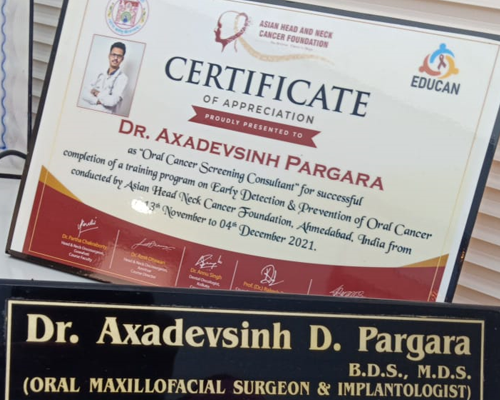 ASIAN HEAD AND NECK
CANCER FOUNDATION
EDUCAN
CERTIFICATE
OF APPRECIATION
PROUDLY PRESENTED TO
DR. AXADEVSINH PARGARA
as "Oral Cancer Screening Consultant" for successful
completion of a training program on Early Detection & Prevention of Oral Cancer
conducted by Asian Head Neck Cancer Foundation, Ahmedabad, India from
13th November to 04th December 2021.
Dr. Axadevsinh D. Pargara
B.D.S., M.D.S.
(ORAL MAXILLOFACIAL SURGEON & IMPLANTOLOGIST)